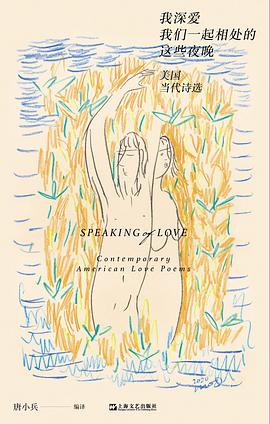 我深爱
我们一起相处的
这些夜晚
美国
当代诗选
SPEAKING of LOVE
Contemporary
American Love Poems
2020
唐小兵 编译
上海文艺出版社